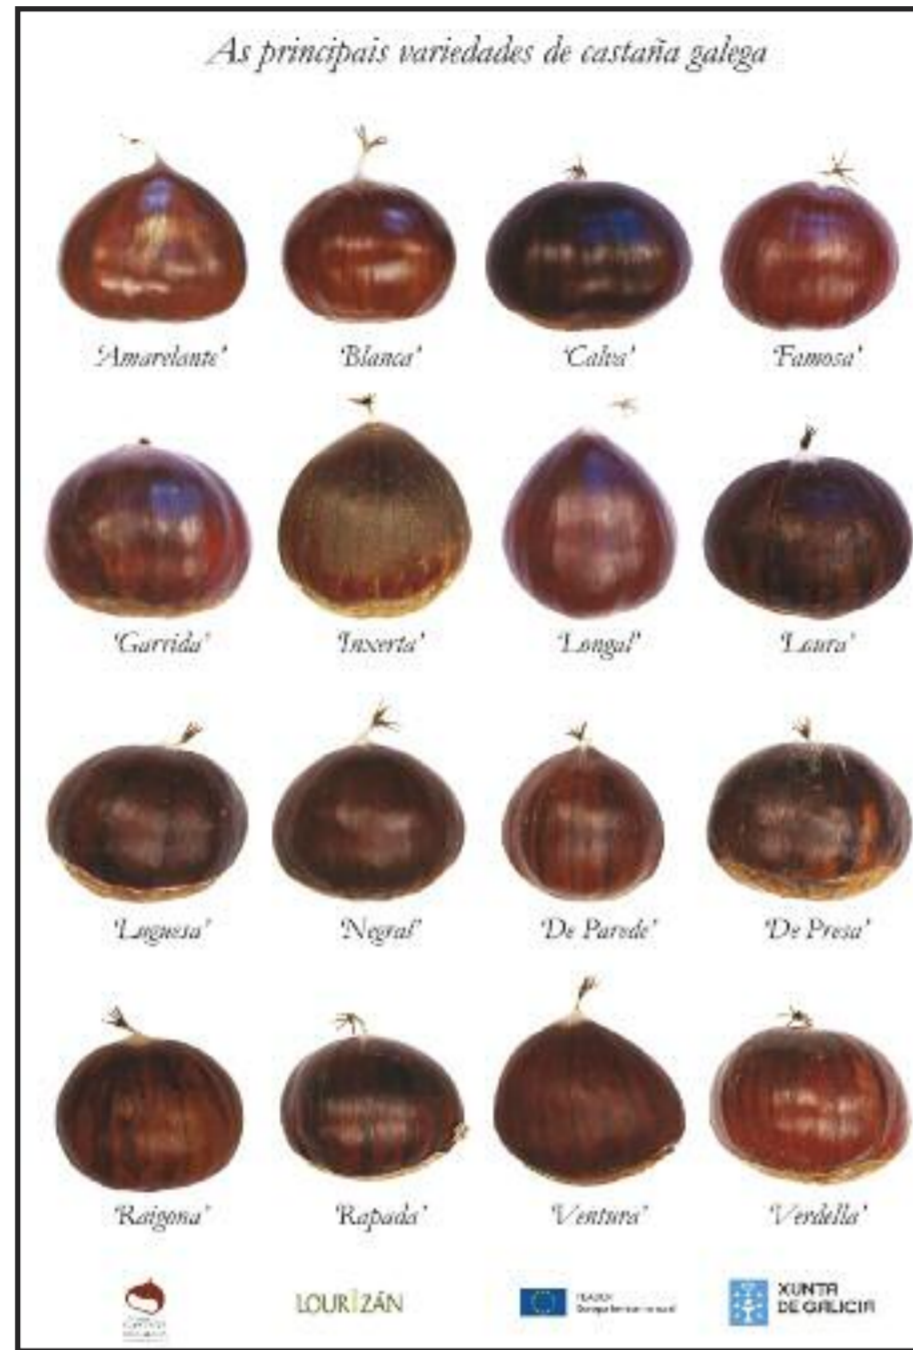 As principais variedades de castaña galega
'Amarelante' 'Blanca' 'Calva' 'Famosa'
'Garrida' 'Inxerta' 'Longal' 'Loura'
'Luguesa' 'Negral' 'De Parede' 'De Presa'
'Raigona' 'Rapada' 'Ventura' 'Verdella'
LOURIZÁN
FEADER
XUNTA
DE GALICIA